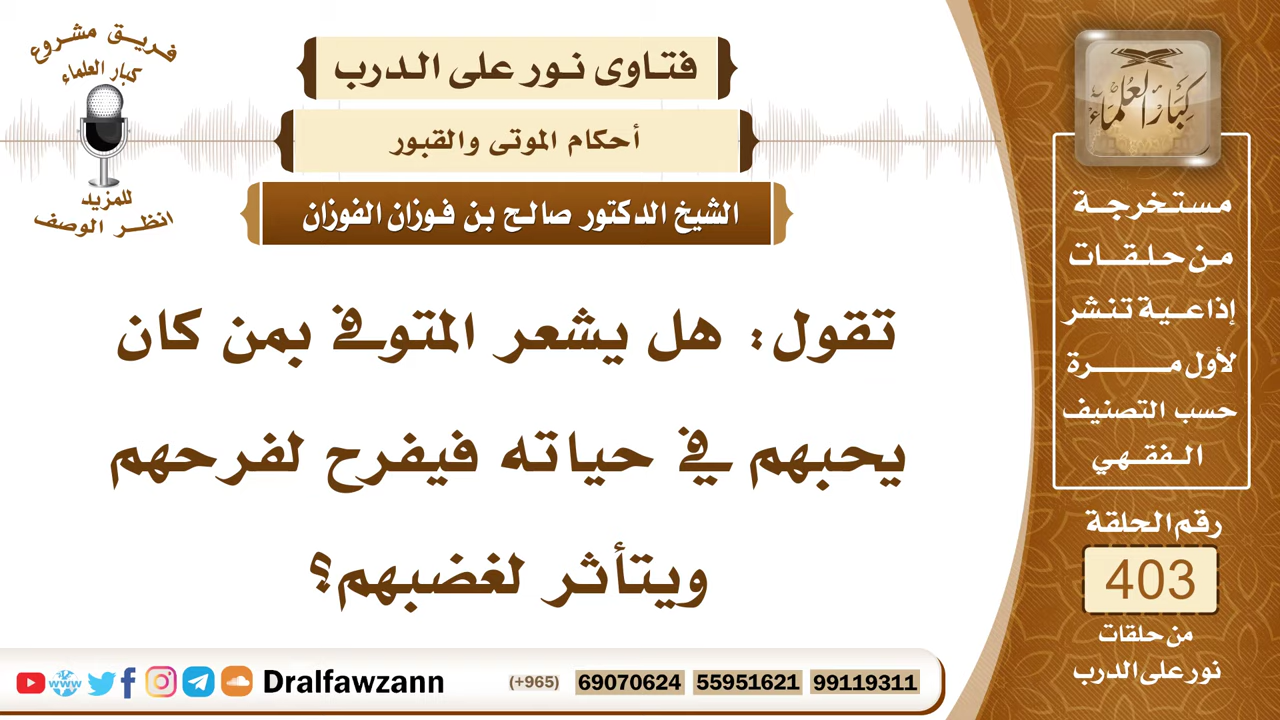 فريق مشروع
كبار العلماء
للمزيد
انظر الوصف
فتاوى نور على الدرب
أحكام الموتى والقبور
الشيخ الدكتور صالح بن فوزان الفوزان
تقول: هل يشعر المتوفى بمن كان
يحبهم في حياته فيفرح لفرحهم
ويتأثر لغضبهم؟
كبار العلماء
مستخرجة
من حلقات
إذاعية تنشر
لأول مرة
حسب التصنيف
الفقهي
رقم الحلقة
403
من حلقات
نور على الدرب
www Dralfawzann (+965) 69070624 55951621 99119311